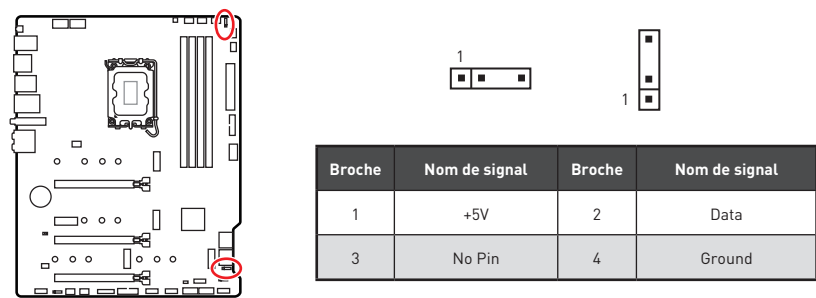 1
1
Broche Nom de signal Broche Nom de signal
1 +5V 2 Data
3 No Pin 4 Ground